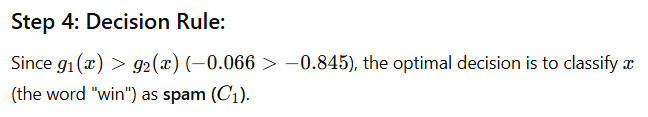 Step 4: Decision Rule:
Since g₁(x) > g₂(x) (−0.066 > −0.845), the optimal decision is to classify x
(the word "win") as spam (C₁).